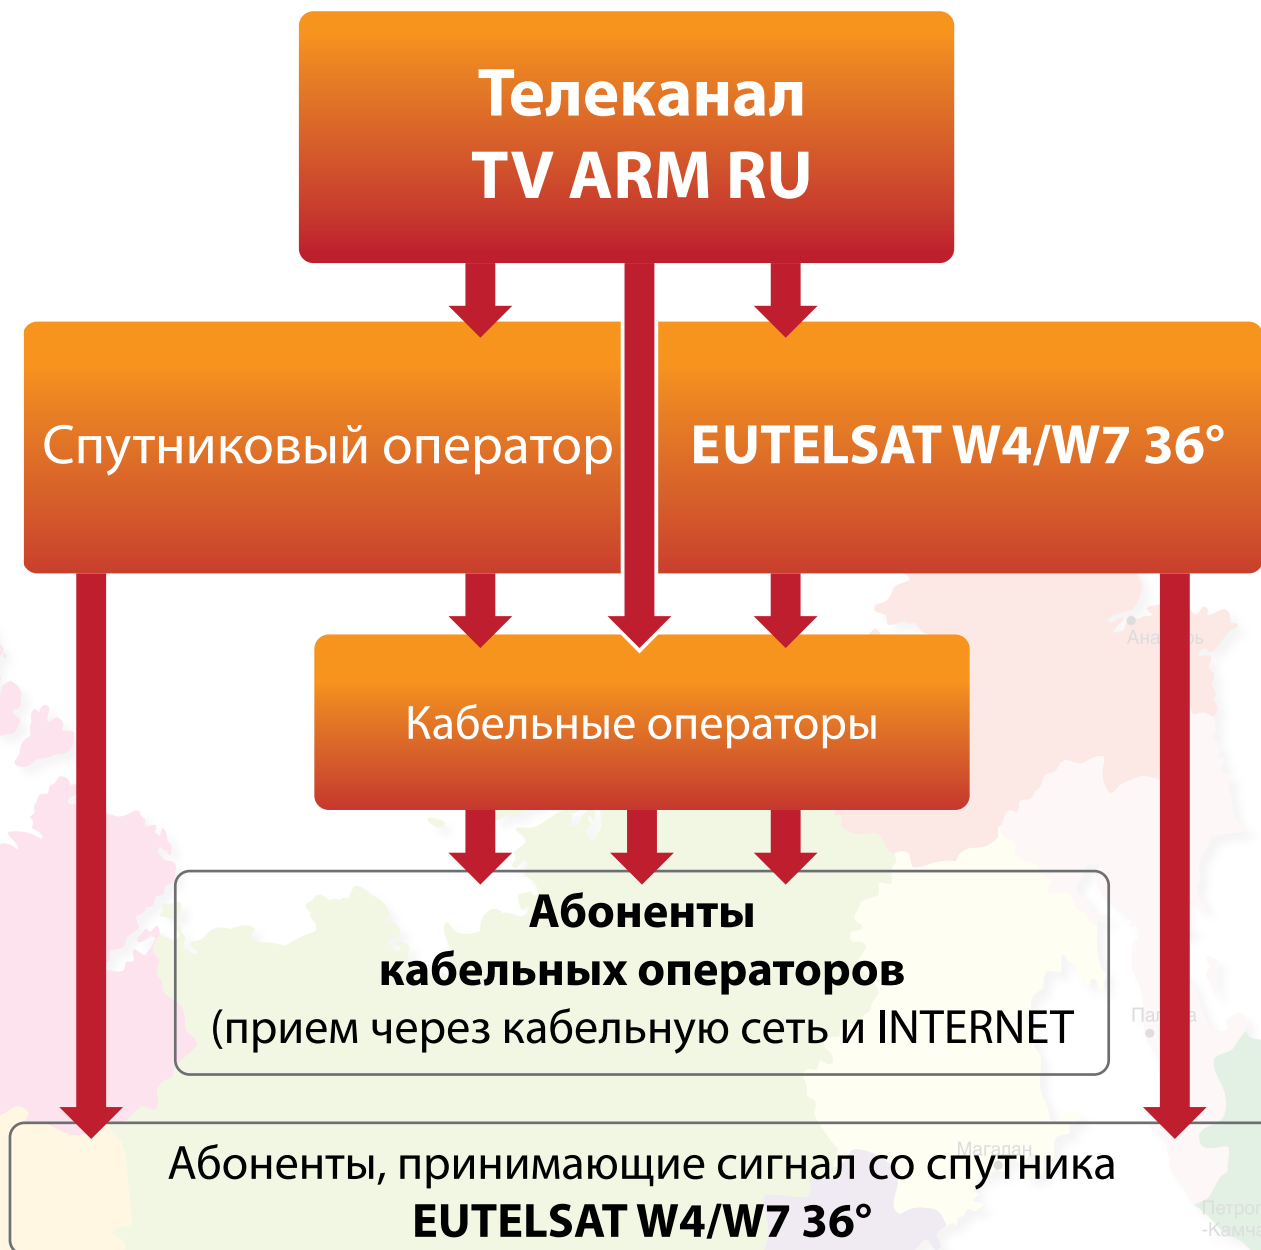 Телеканал
TV ARM RU
Спутниковый оператор
EUTELSAT W4/W7 36°
Кабельные операторы
Абоненты
кабельных операторов
(прием через кабельную сеть и INTERNET
Магадан
Абоненты, принимающие сигнал со спутника
EUTELSAT W4/W7 36°